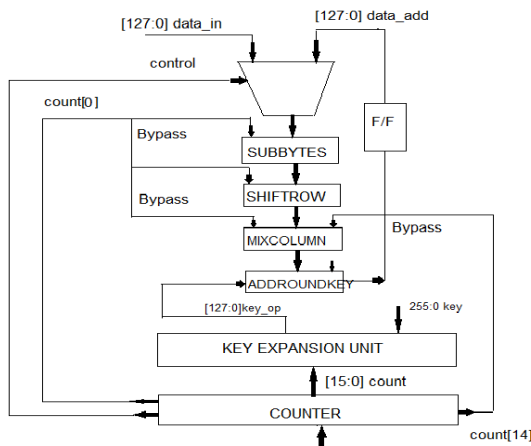 [127:0] data_in
[127:0] data_add
control
count[0]
F/F
Bypass
SUBBYTES
Bypass
SHIFTROW
Bypass
MIXCOLUMN
ADDROUNDKEY
[127:0]key_op
255:0 key
KEY EXPANSION UNIT
[15:0] count
COUNTER
count[14]